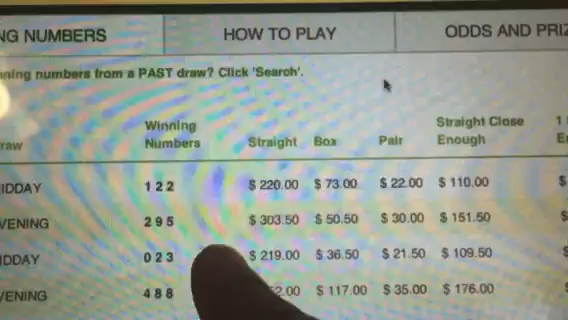 NG NUMBERS HOW TO PLAY ODDS AND PRIZ
nning numbers from a PAST draw? Click 'Search'.
Straight Close 1
Winning
raw Numbers Straight Box Pair Enough E
IDDAY 1 2 2 $ 220.00 $ 73.00 $ 22.00 $ 110.00 $
VENING 2 9 5 $ 303.50 $ 50.50 $ 30.00 $ 151.50 $
IDDAY 0 2 3 $ 219.00 $ 36.50 $ 21.50 $ 109.50 $
VENING 4 8 8 2.00 $ 117.00 $ 35.00 $ 176.00 $